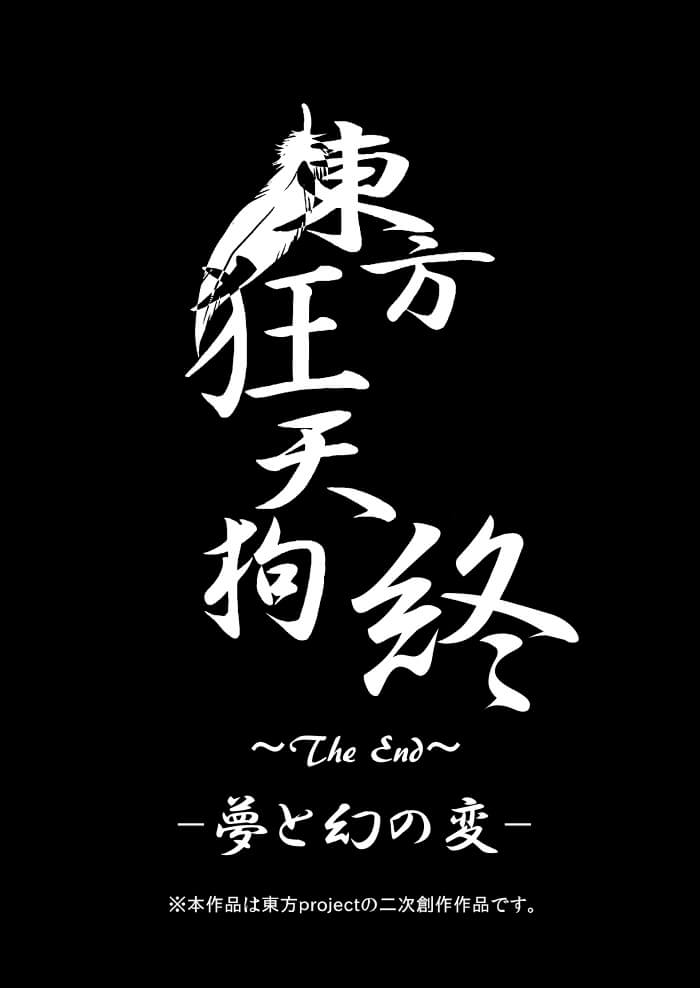 東方
狂天狗
終
～The End～
－夢と幻の変－
※本作品は東方projectの二次創作作品です。